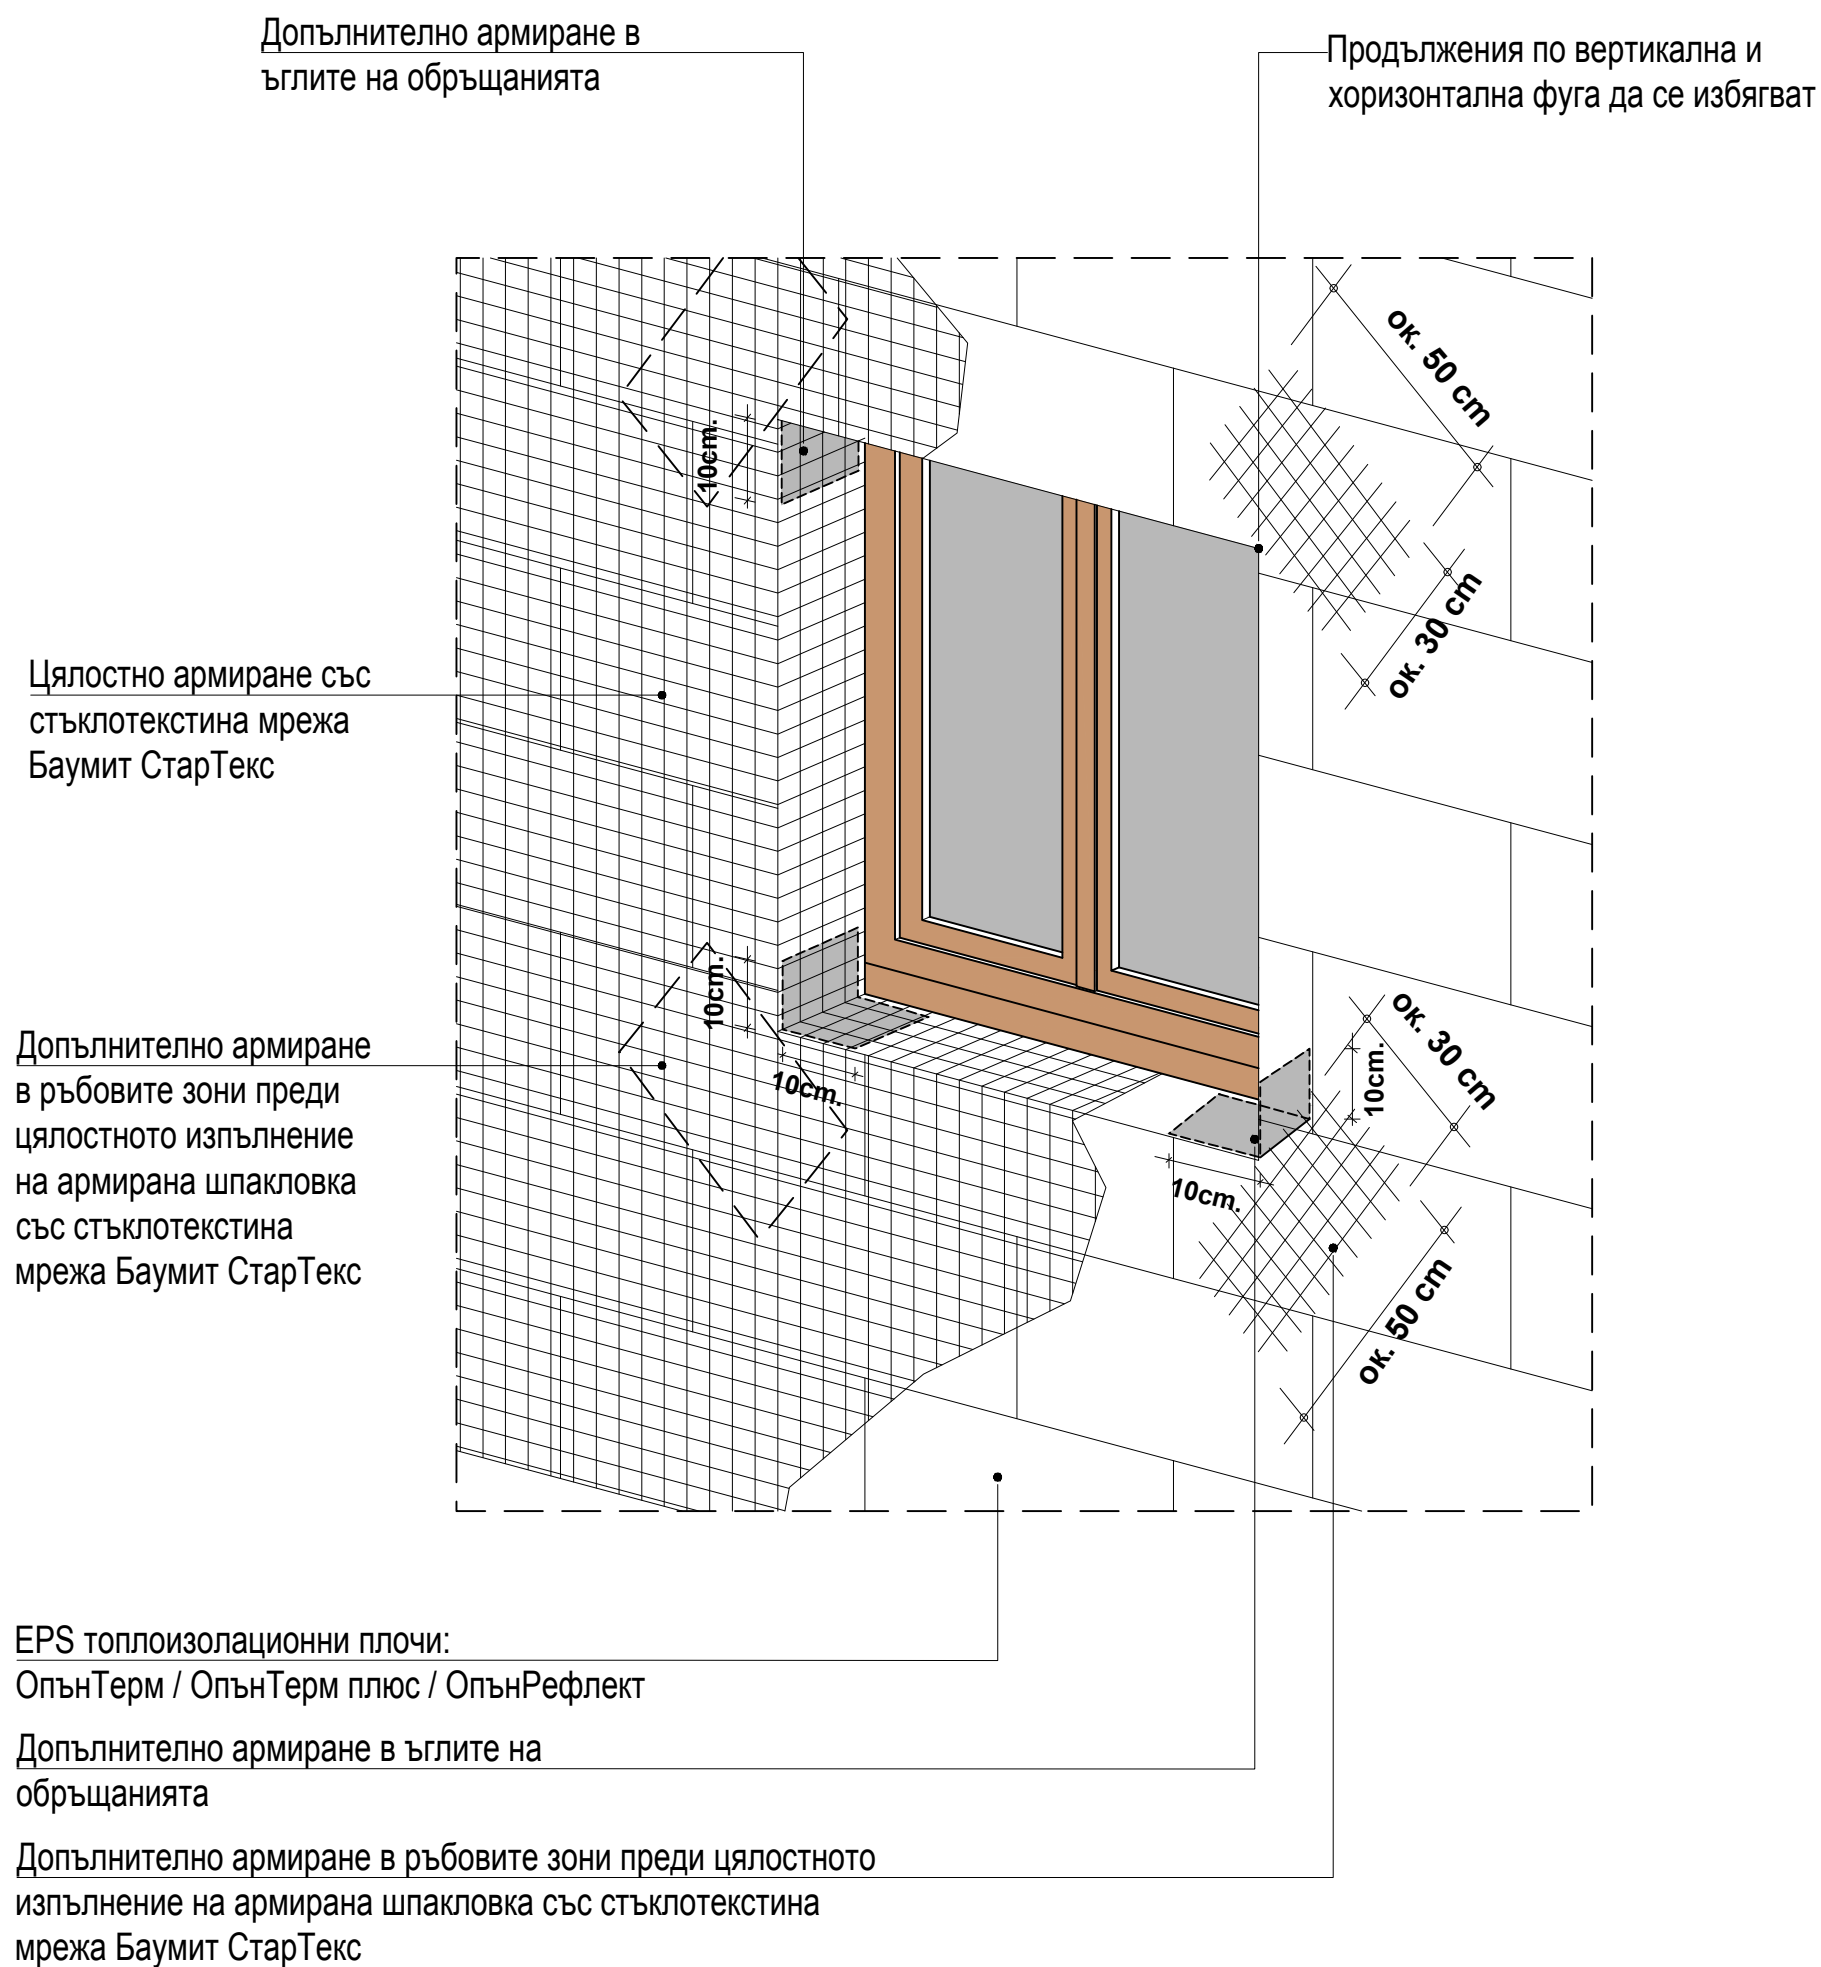 Допълнително армиране в
ъглите на обръщанията
Продължения по вертикална и
хоризонтална фуга да се избягват
ок. 50 cm
10cm.
ок. 30 cm
Цялостно армиране със
стъклотекстина мрежа
Баумит СтарТекс
10cm.
10cm.
ок. 30 cm
10cm.
10cm.
ок. 50 cm
Допълнително армиране
в ръбовите зони преди
цялостното изпълнение
на армирана шпакловка
със стъклотекстина
мрежа Баумит СтарТекс
EPS топлоизолационни плочи:
ОпънТерм / ОпънТерм плюс / ОпънРефлект
Допълнително армиране в ъглите на
обръщанията
Допълнително армиране в ръбовите зони преди цялостното
изпълнение на армирана шпакловка със стъклотекстина
мрежа Баумит СтарТекс